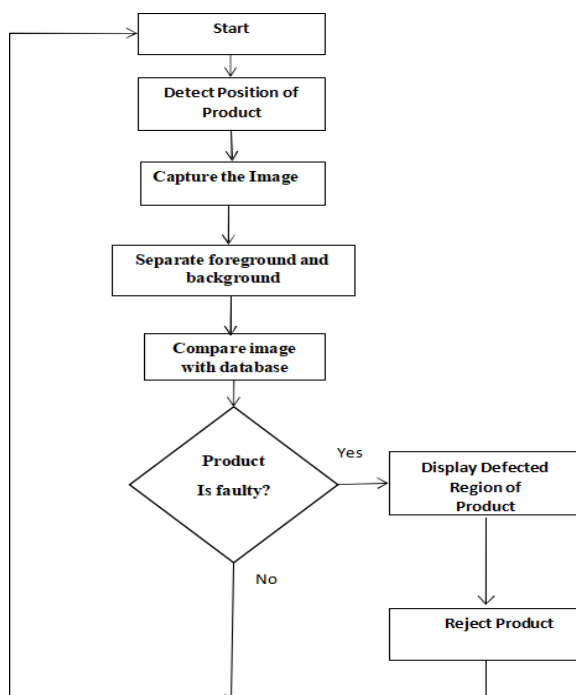 Start
Detect Position of
Product
Capture the Image
Separate foreground and
background
Compare image
with database
Product
Is faulty?
Yes
Display Defected
Region of
Product
No
Reject Product